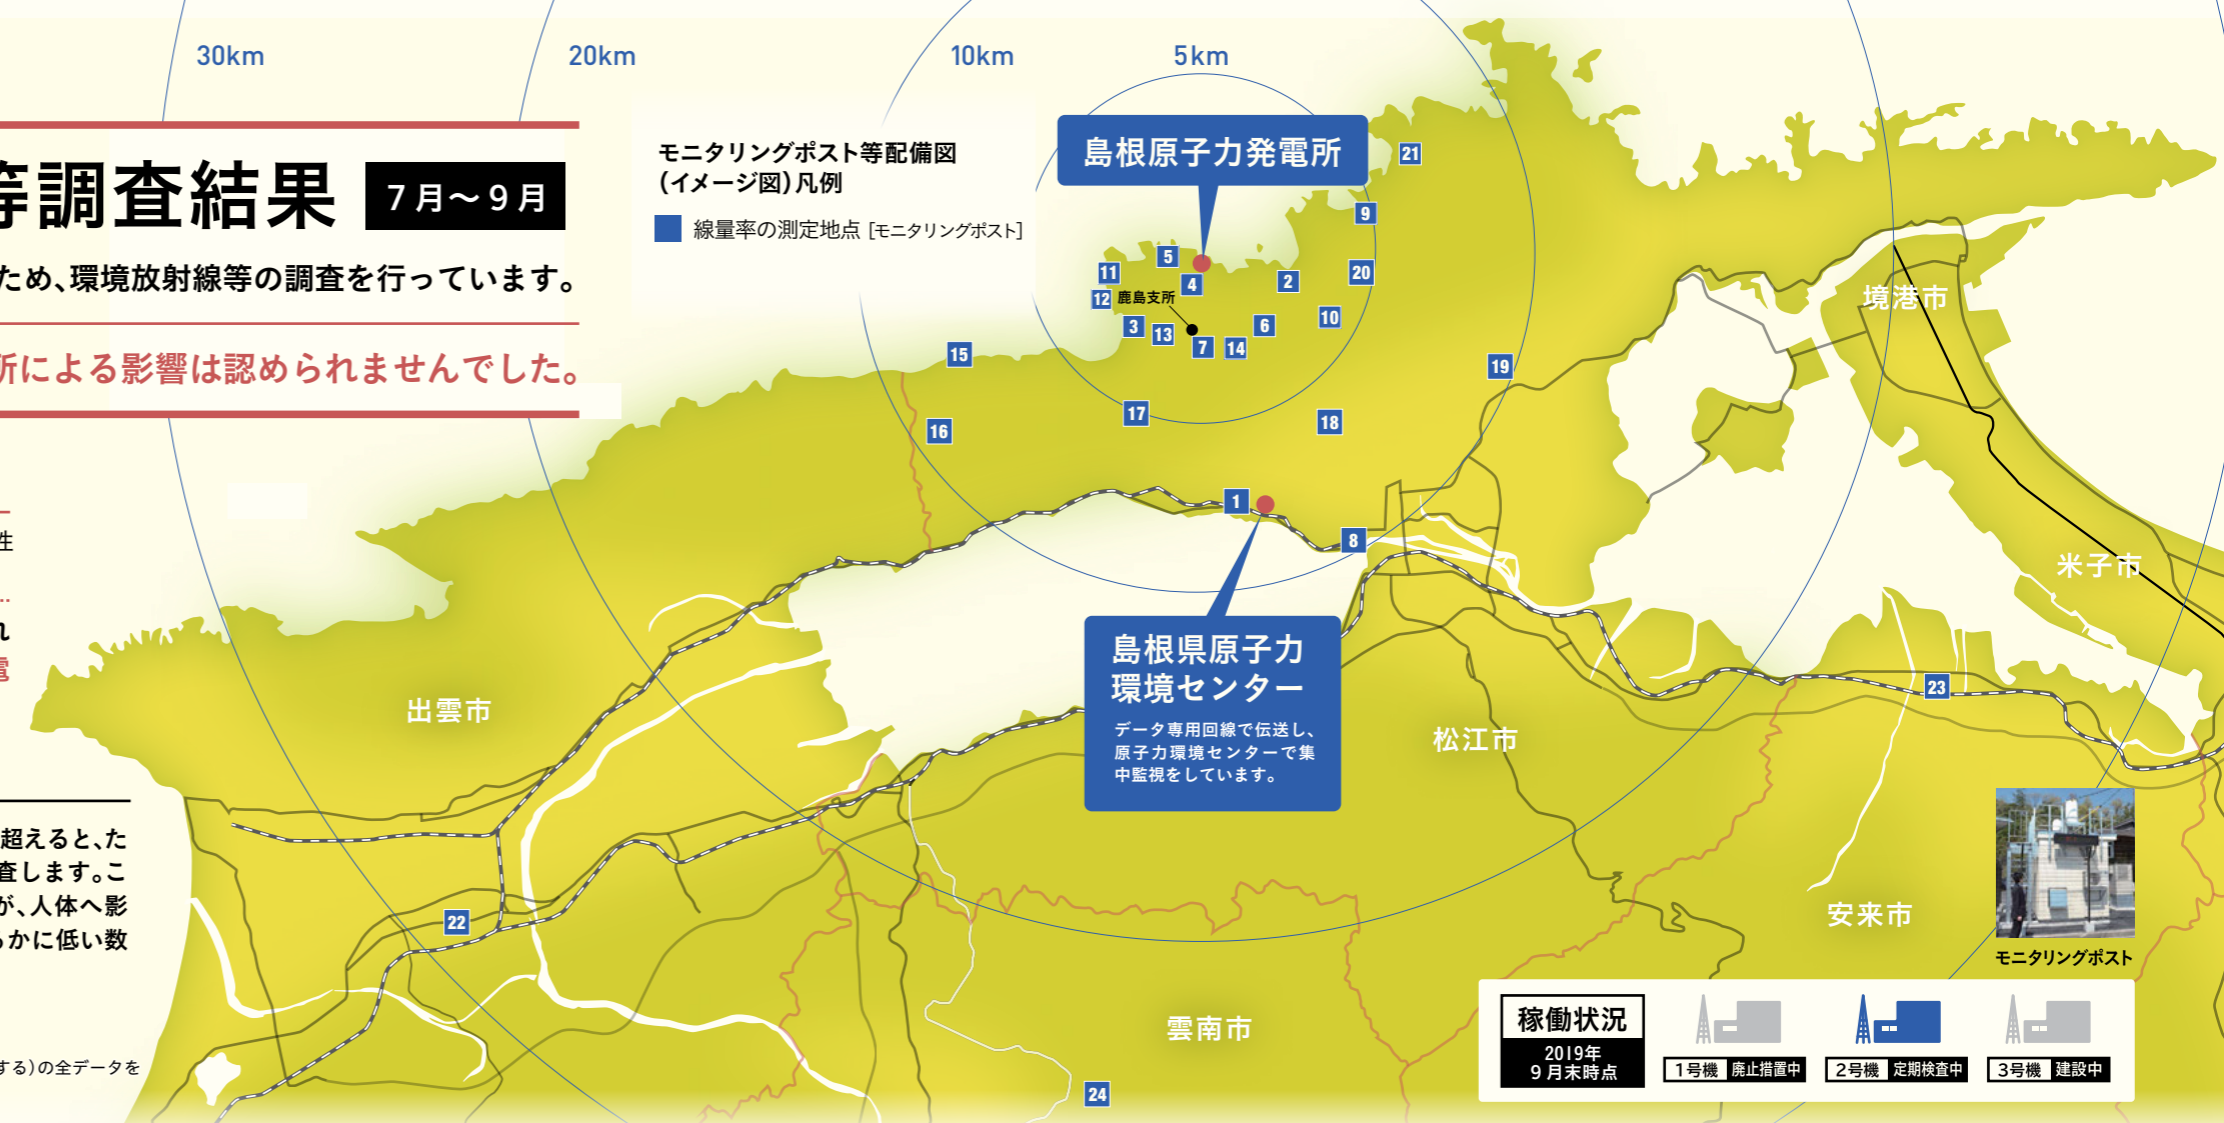 30km
20km
10km
5km
等調査結果
7月〜9月
ため、環境放射線等の調査を行っています。
所による影響は認められませんでした。
性
れ
電
超えると、た
査します。こ
が、人体へ影
かに低い数
する)の全データを
モニタリングポスト等配備図
(イメージ図)凡例
線量率の測定地点 [モニタリングポスト]
島根原子力発電所
21
9
5
11
4
2
20
12
鹿島支所
3
13
7
14
6
10
15
19
17
18
16
1
8
境港市
米子市
島根県原子力
環境センター
データ専用回線で伝送し、
原子力環境センターで集
中監視をしています。
出雲市
松江市
23
22
安来市
雲南市
24
モニタリングポスト
稼働状況
2019年
9月末時点
1号機 廃止措置中
2号機 定期検査中
3号機 建設中